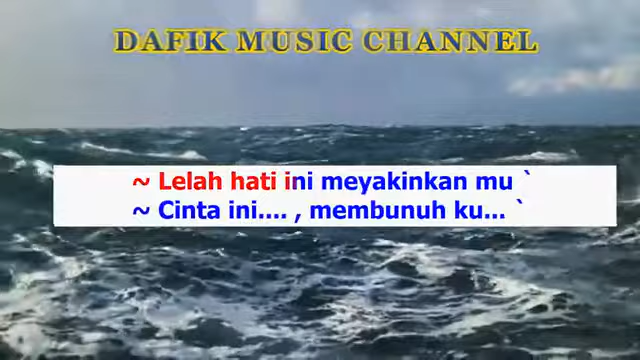 DAFIK MUSIC CHANNEL
~ Lelah hati ini meyakinkan mu `
~ Cinta ini.... , membunuh ku... `